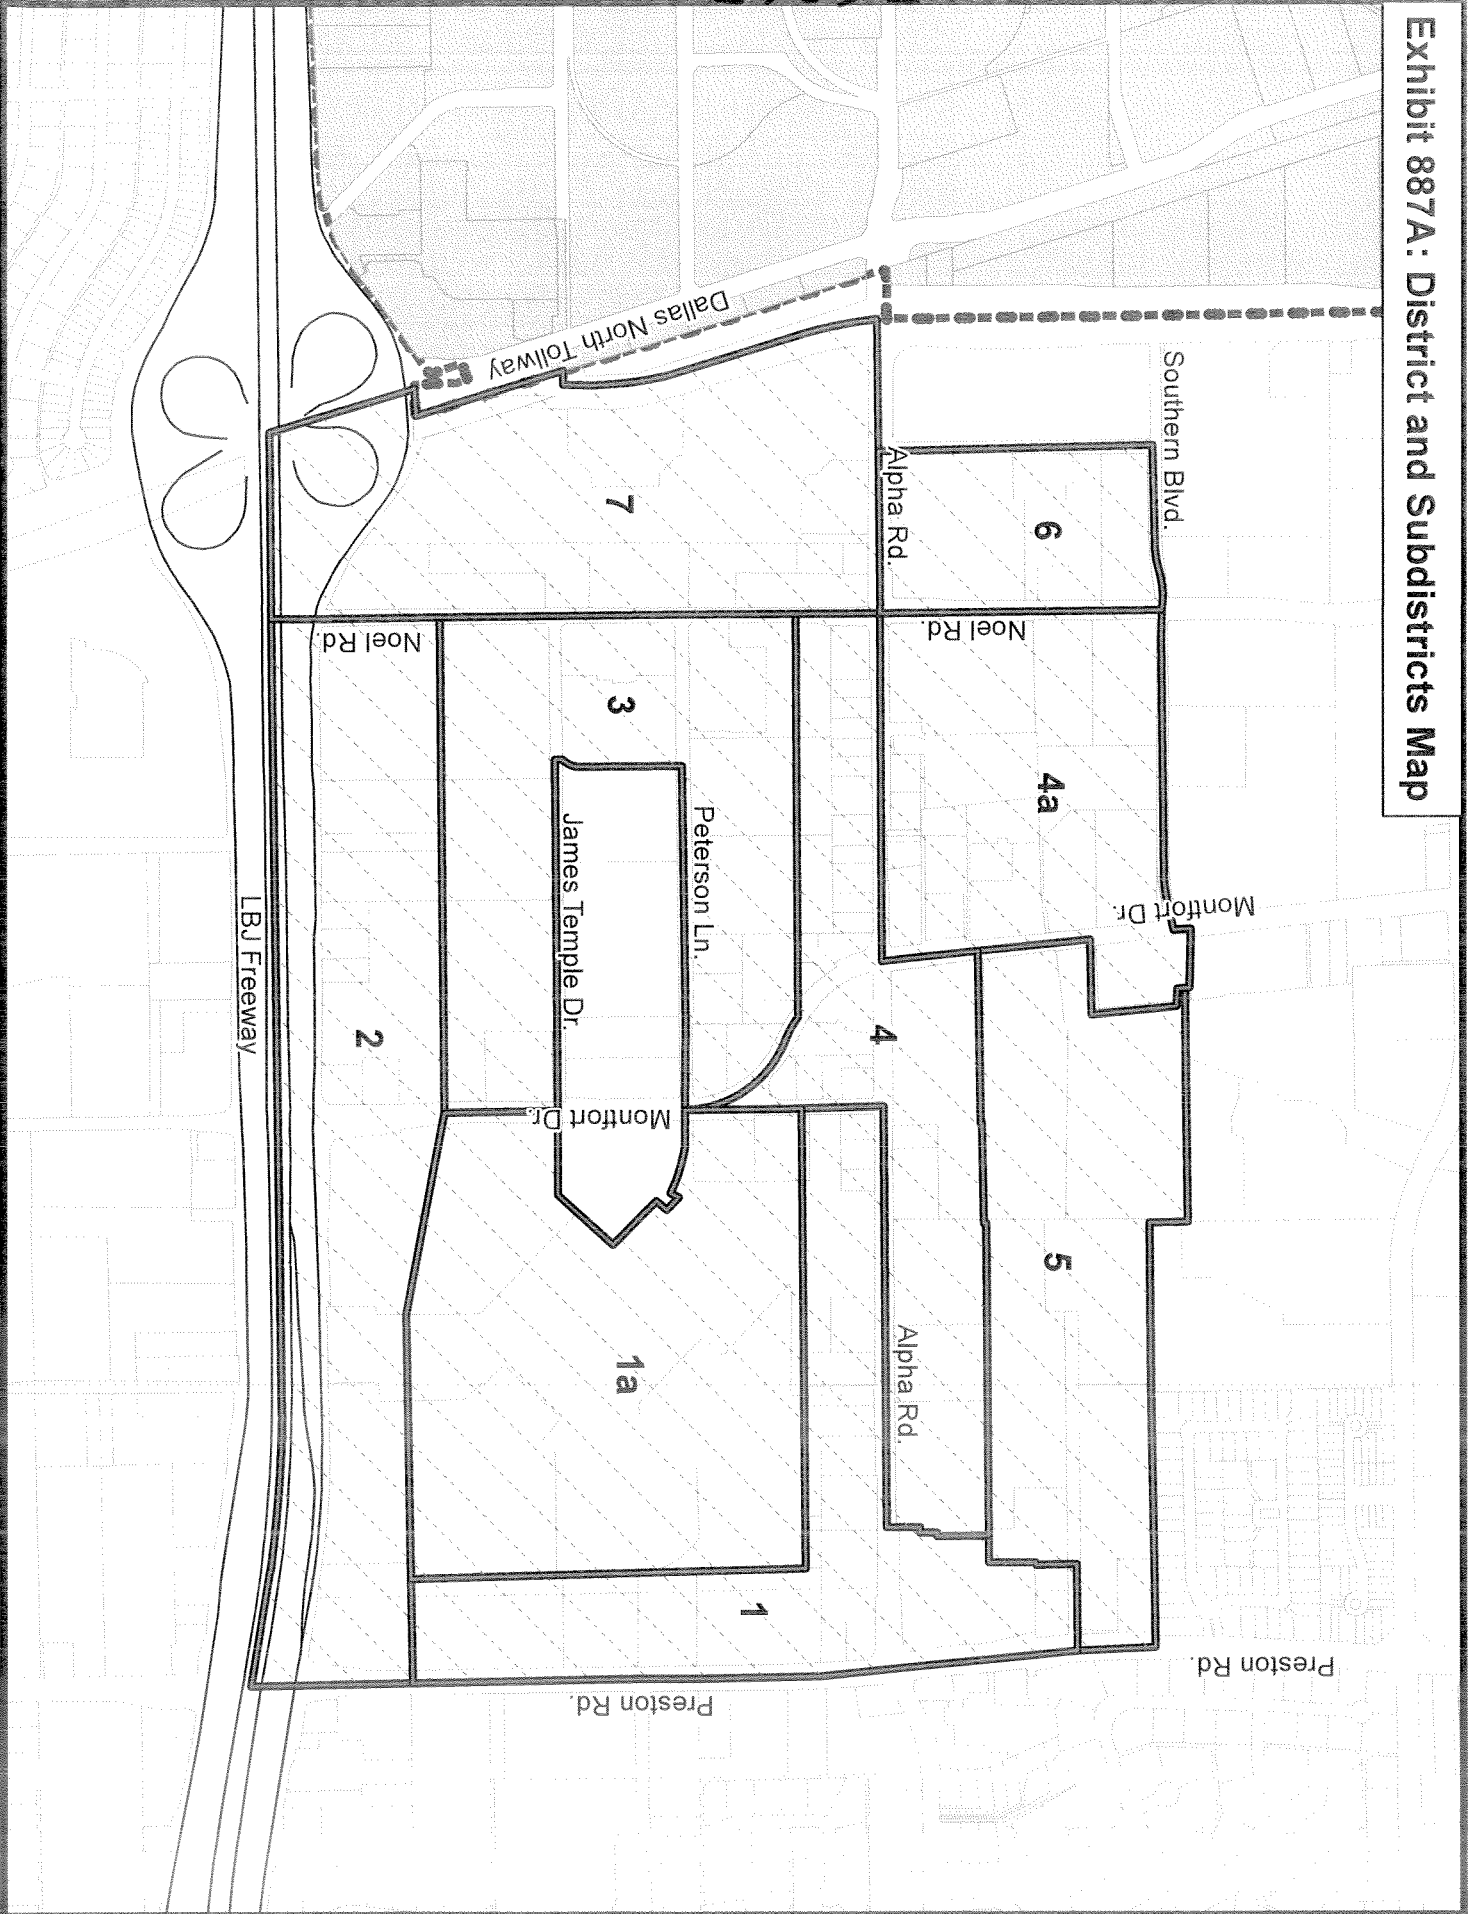 Exhibit 887A: District and Subdistricts Map
Southern Blvd.
Dallas North Tollway
Alpha Rd.
6
7
Noel Rd.
Noel Rd.
4a
3
Montfort Dr.
Peterson Ln.
James Temple Dr.
LBJ Freeway
2
4
Montfort Dr.
5
Alpha Rd.
1a
1
Preston Rd.
Preston Rd.